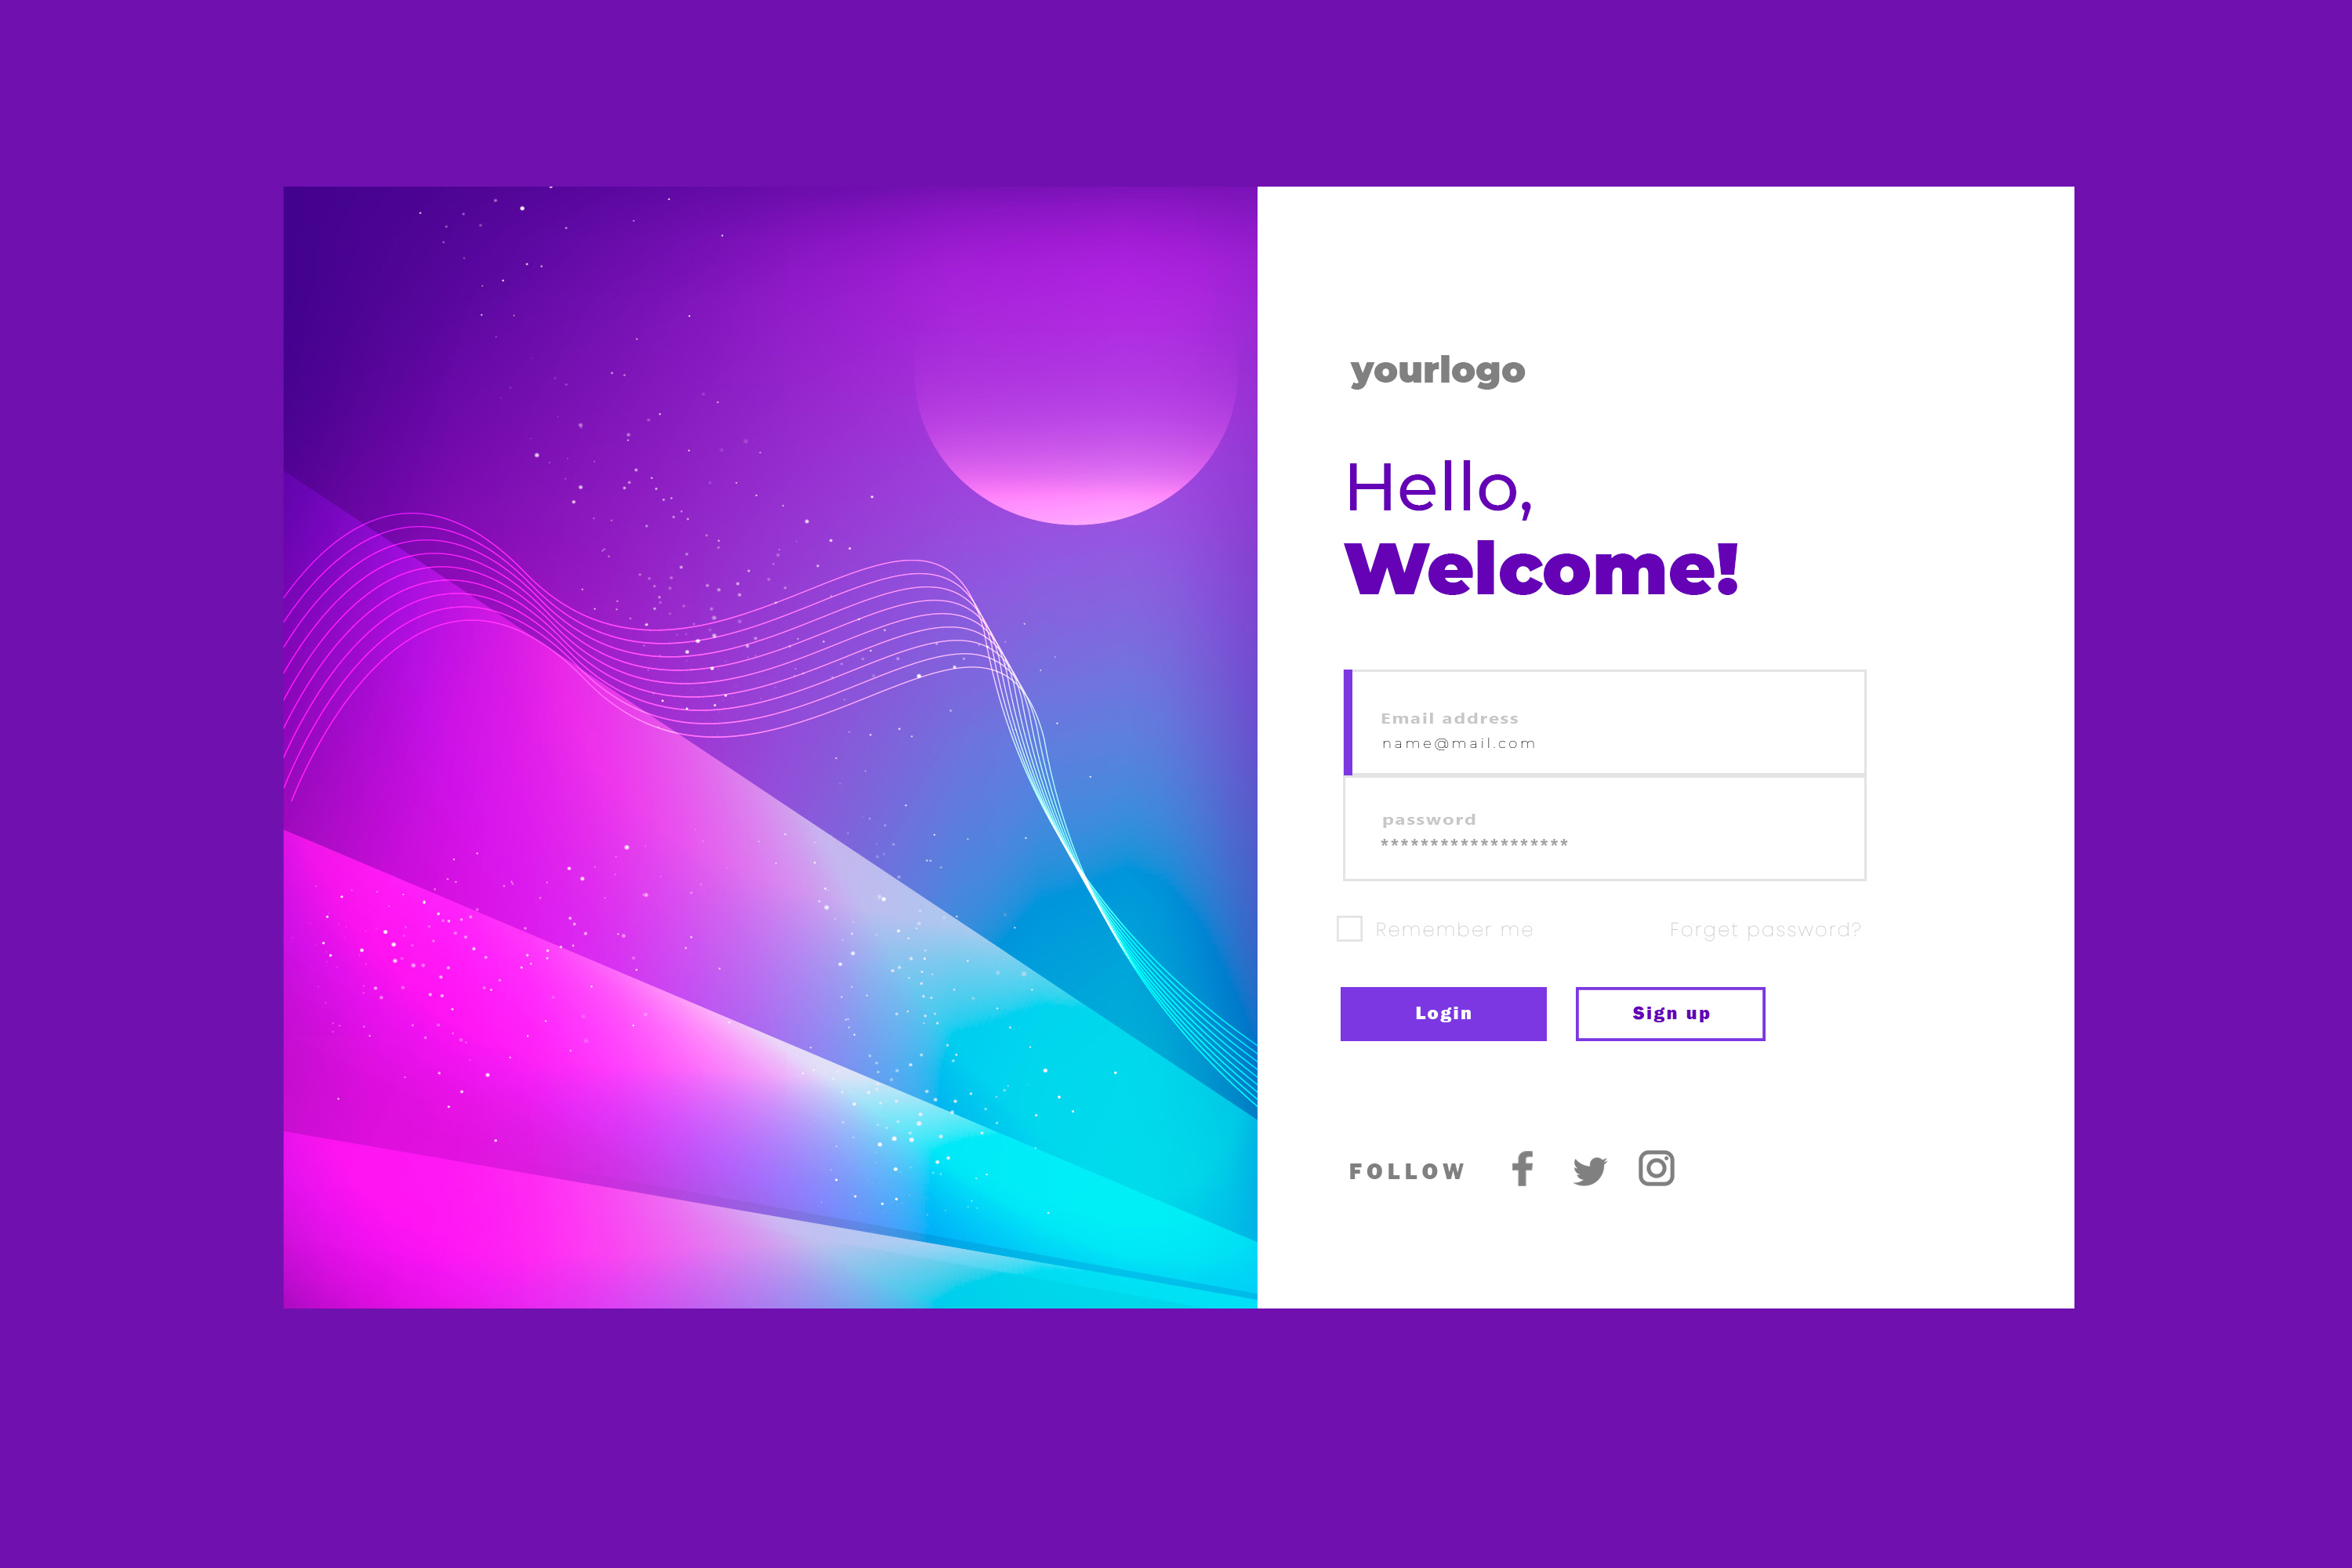 yourlogo
Hello,
Welcome!
Email address
name@mail.com
password
*******************
Remember me
Forget password?
Login
Sign up
FOLLOW